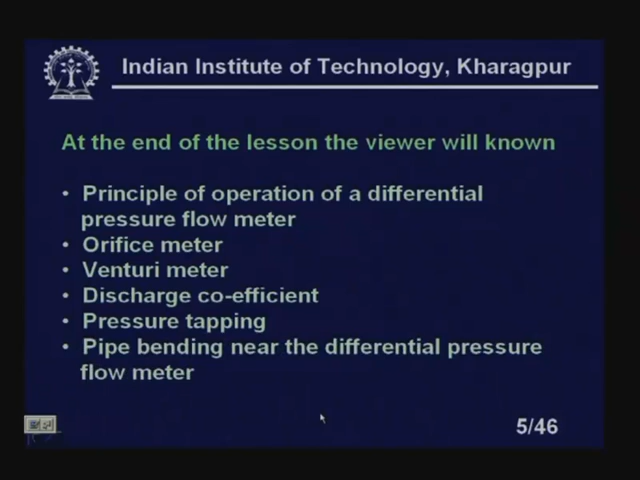 Indian Institute of Technology, Kharagpur
At the end of the lesson the viewer will known
• Principle of operation of a differential
pressure flow meter
• Orifice meter
• Venturi meter
• Discharge co-efficient
• Pressure tapping
• Pipe bending near the differential pressure
flow meter
5/46